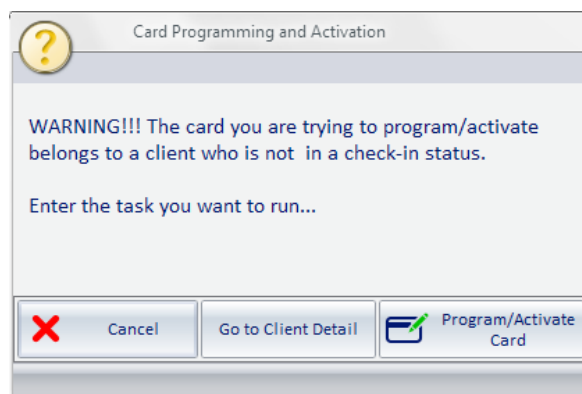 Card Programming and Activation
WARNING!!! The card you are trying to program/activate
belongs to a client who is not in a check-in status.
Enter the task you want to run...
Cancel
Go to Client Detail
Program/Activate
Card